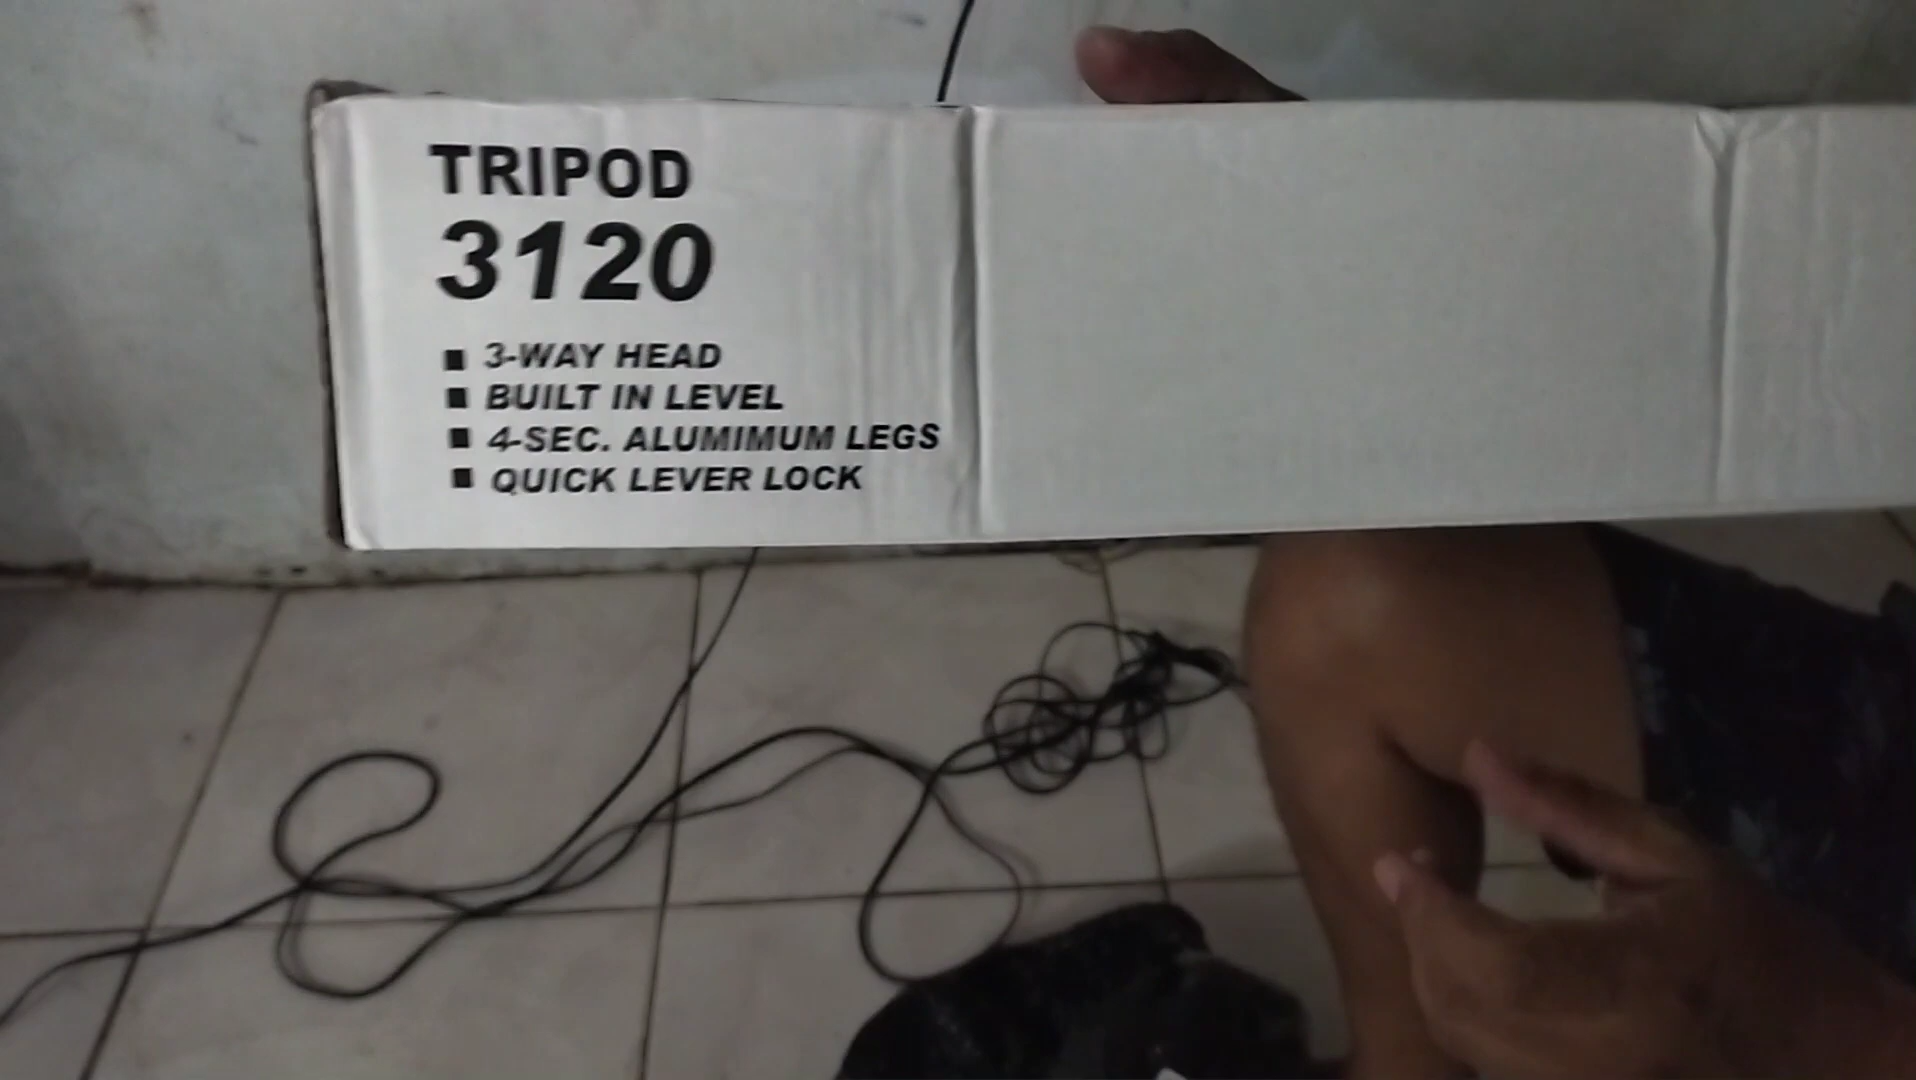 TRIPOD
3120
▪ 3-WAY HEAD
▪ BUILT IN LEVEL
▪ 4-SEC. ALUMIMUM LEGS
▪ QUICK LEVER LOCK